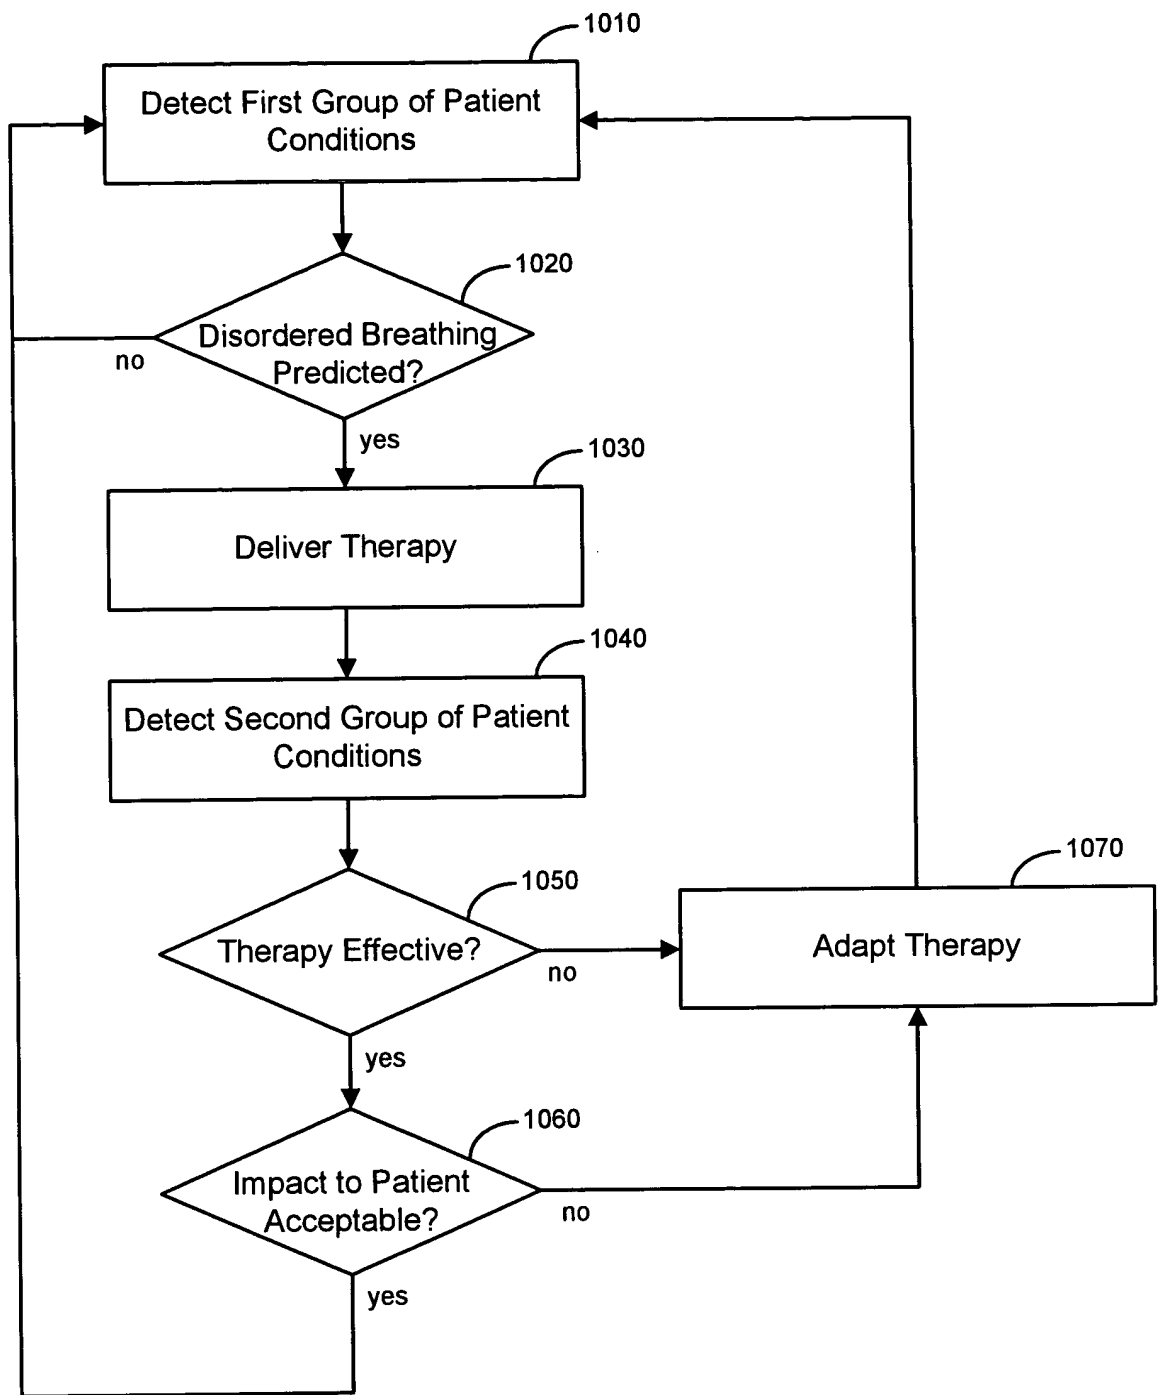 1010
Detect First Group of Patient
Conditions
1020
Disordered Breathing
Predicted?
no
yes
1030
Deliver Therapy
1040
Detect Second Group of Patient
Conditions
1050
Therapy Effective?
no
yes
1070
Adapt Therapy
1060
Impact to Patient
Acceptable?
no
yes